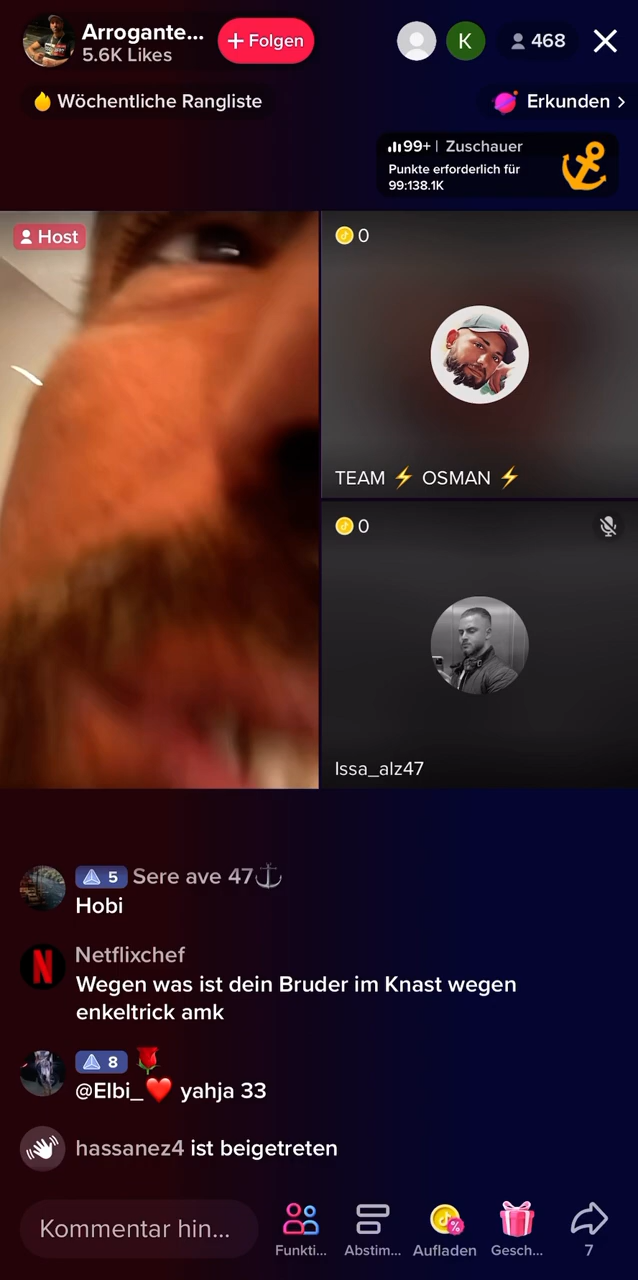 Arrogante...
5.6K Likes
+ Folgen
K
468
Wöchentliche Rangliste
Erkunden >
99+ | Zuschauer
Punkte erforderlich für
99:138.1K
Host
0
TEAM ⚡ OSMAN ⚡
0
Issa_alz47
5 Sere ave 47⚓
Hobi
N
Netflixchef
Wegen was ist dein Bruder im Knast wegen
enkeltrick amk
8 🌹
@Elbi_❤️ yahja 33
hassanez4 ist beigetreten
Kommentar hin...
Funkti...
Abstim...
Aufladen
Gesch...
7